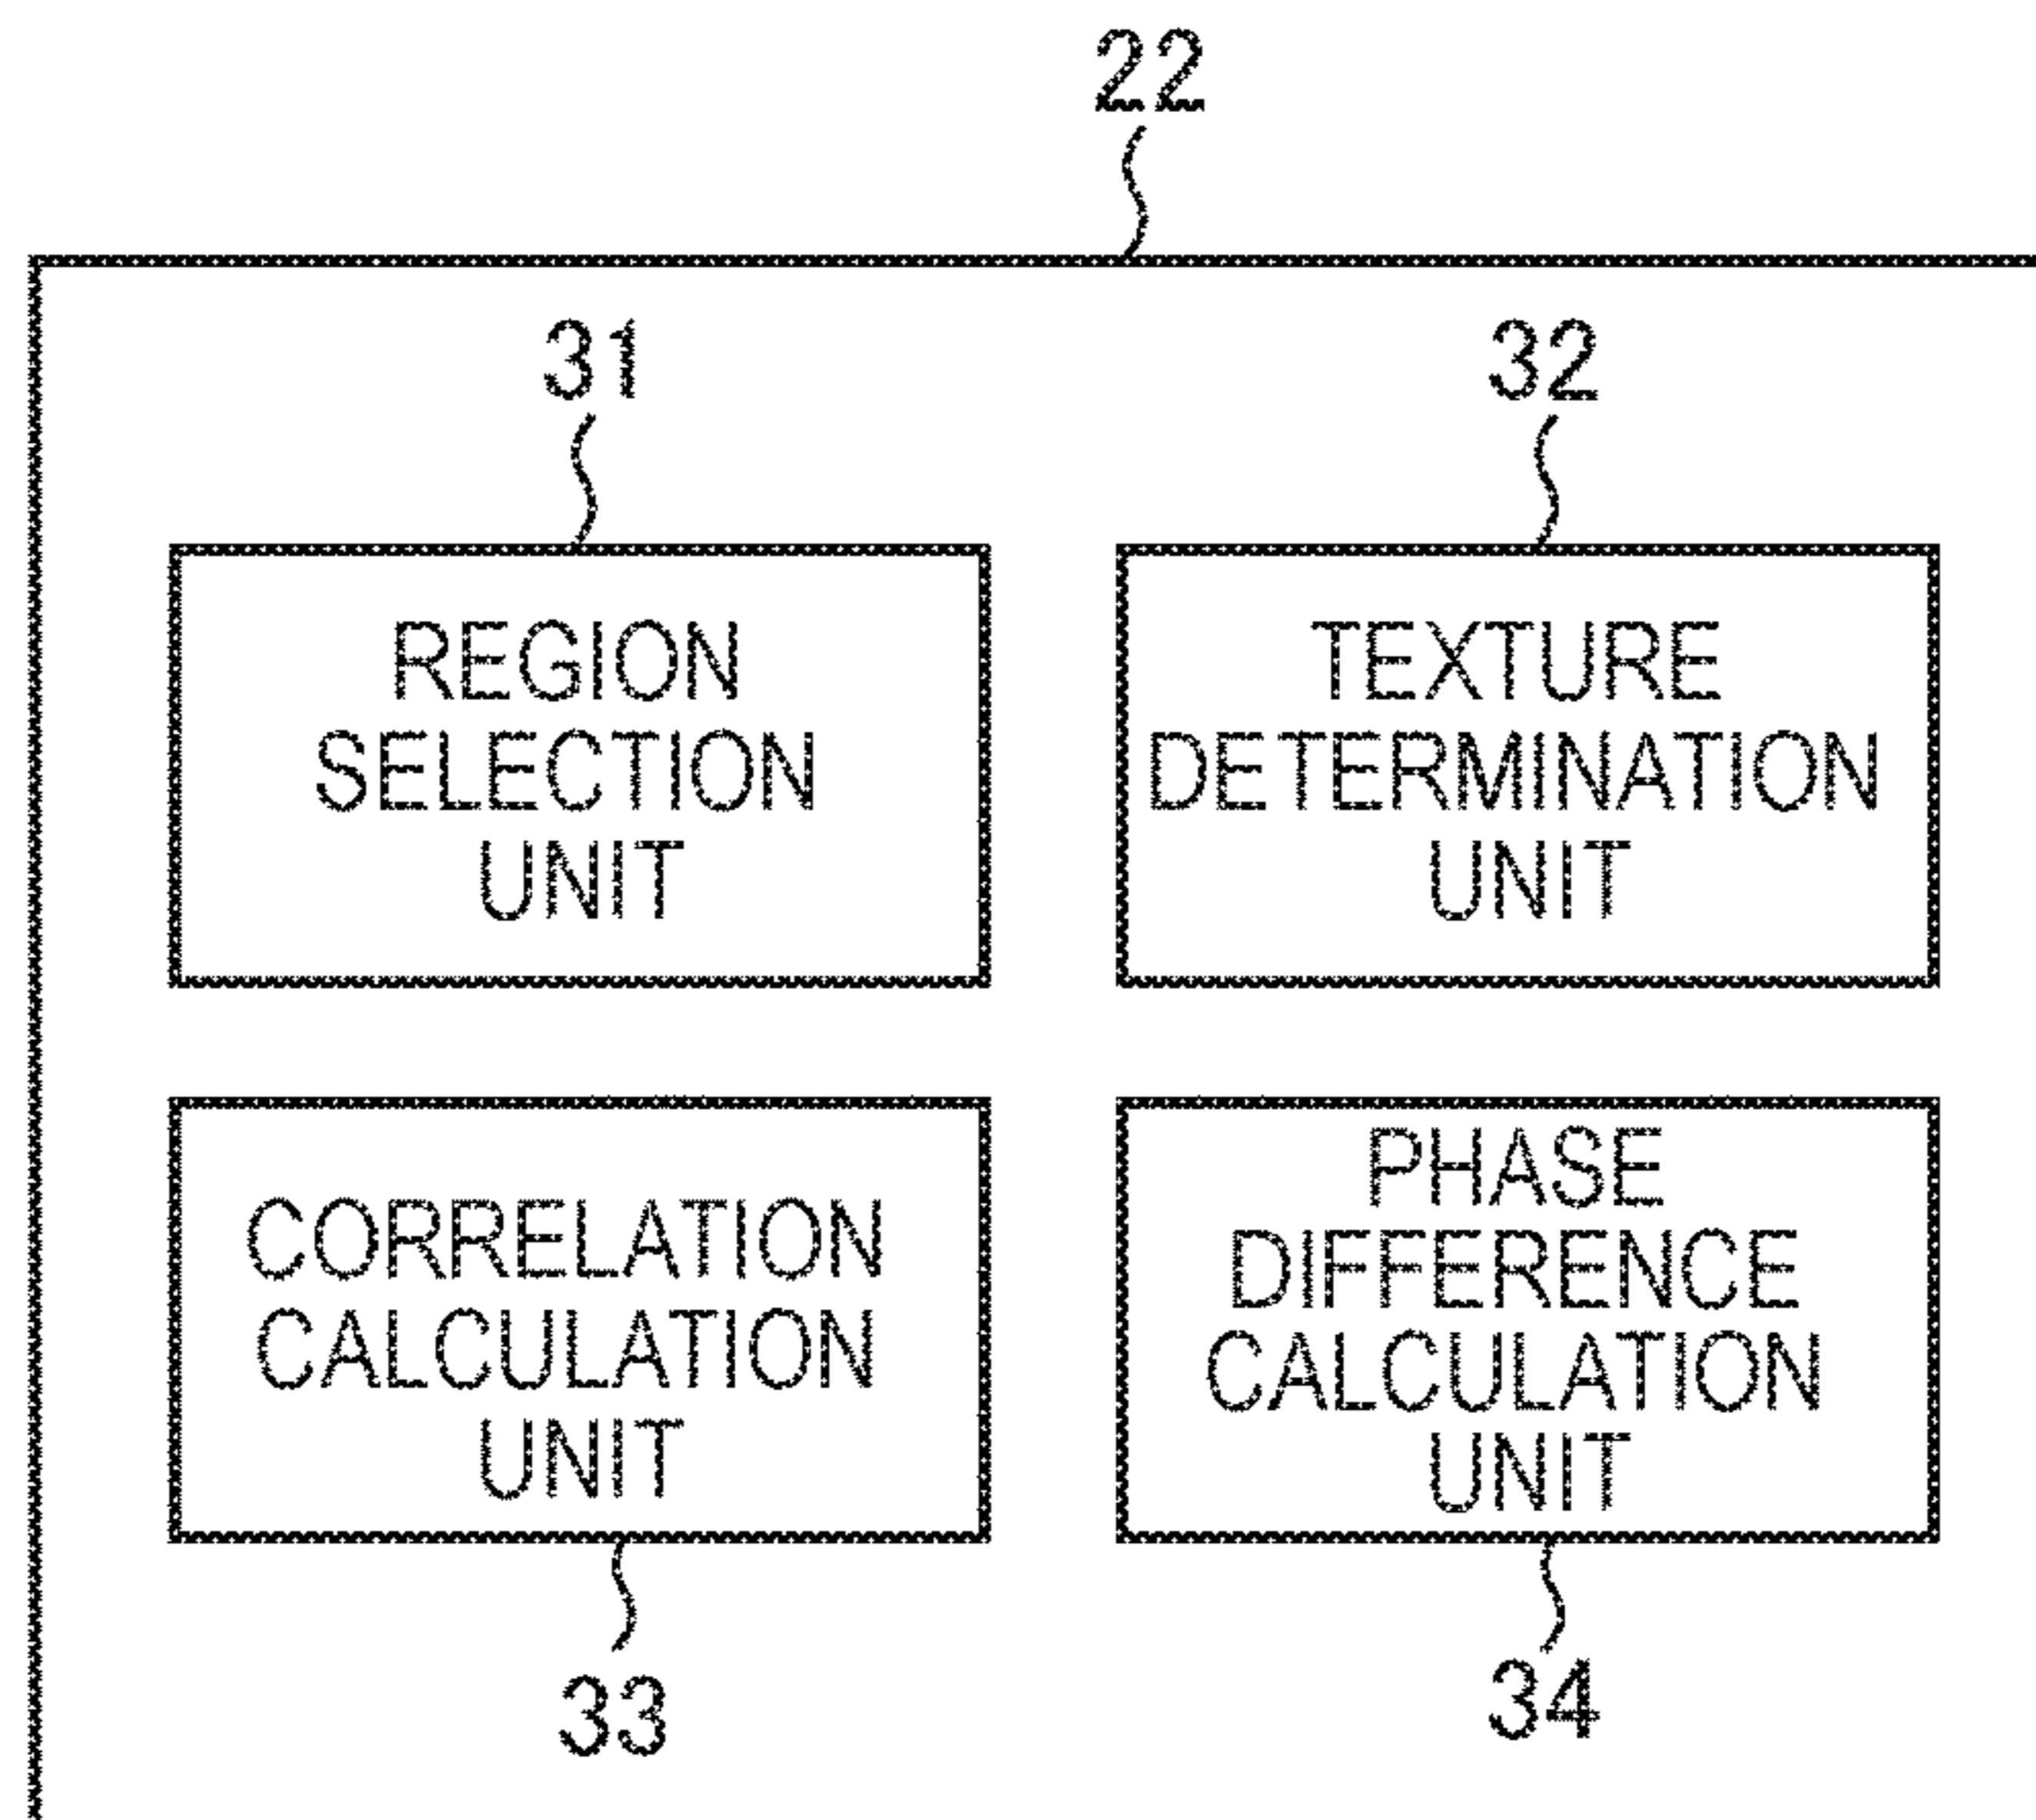 22
31
32
REGION
SELECTION
UNIT
TEXTURE
DETERMINATION
UNIT
CORRELATION
CALCULATION
UNIT
PHASE
DIFFERENCE
CALCULATION
UNIT
33
34